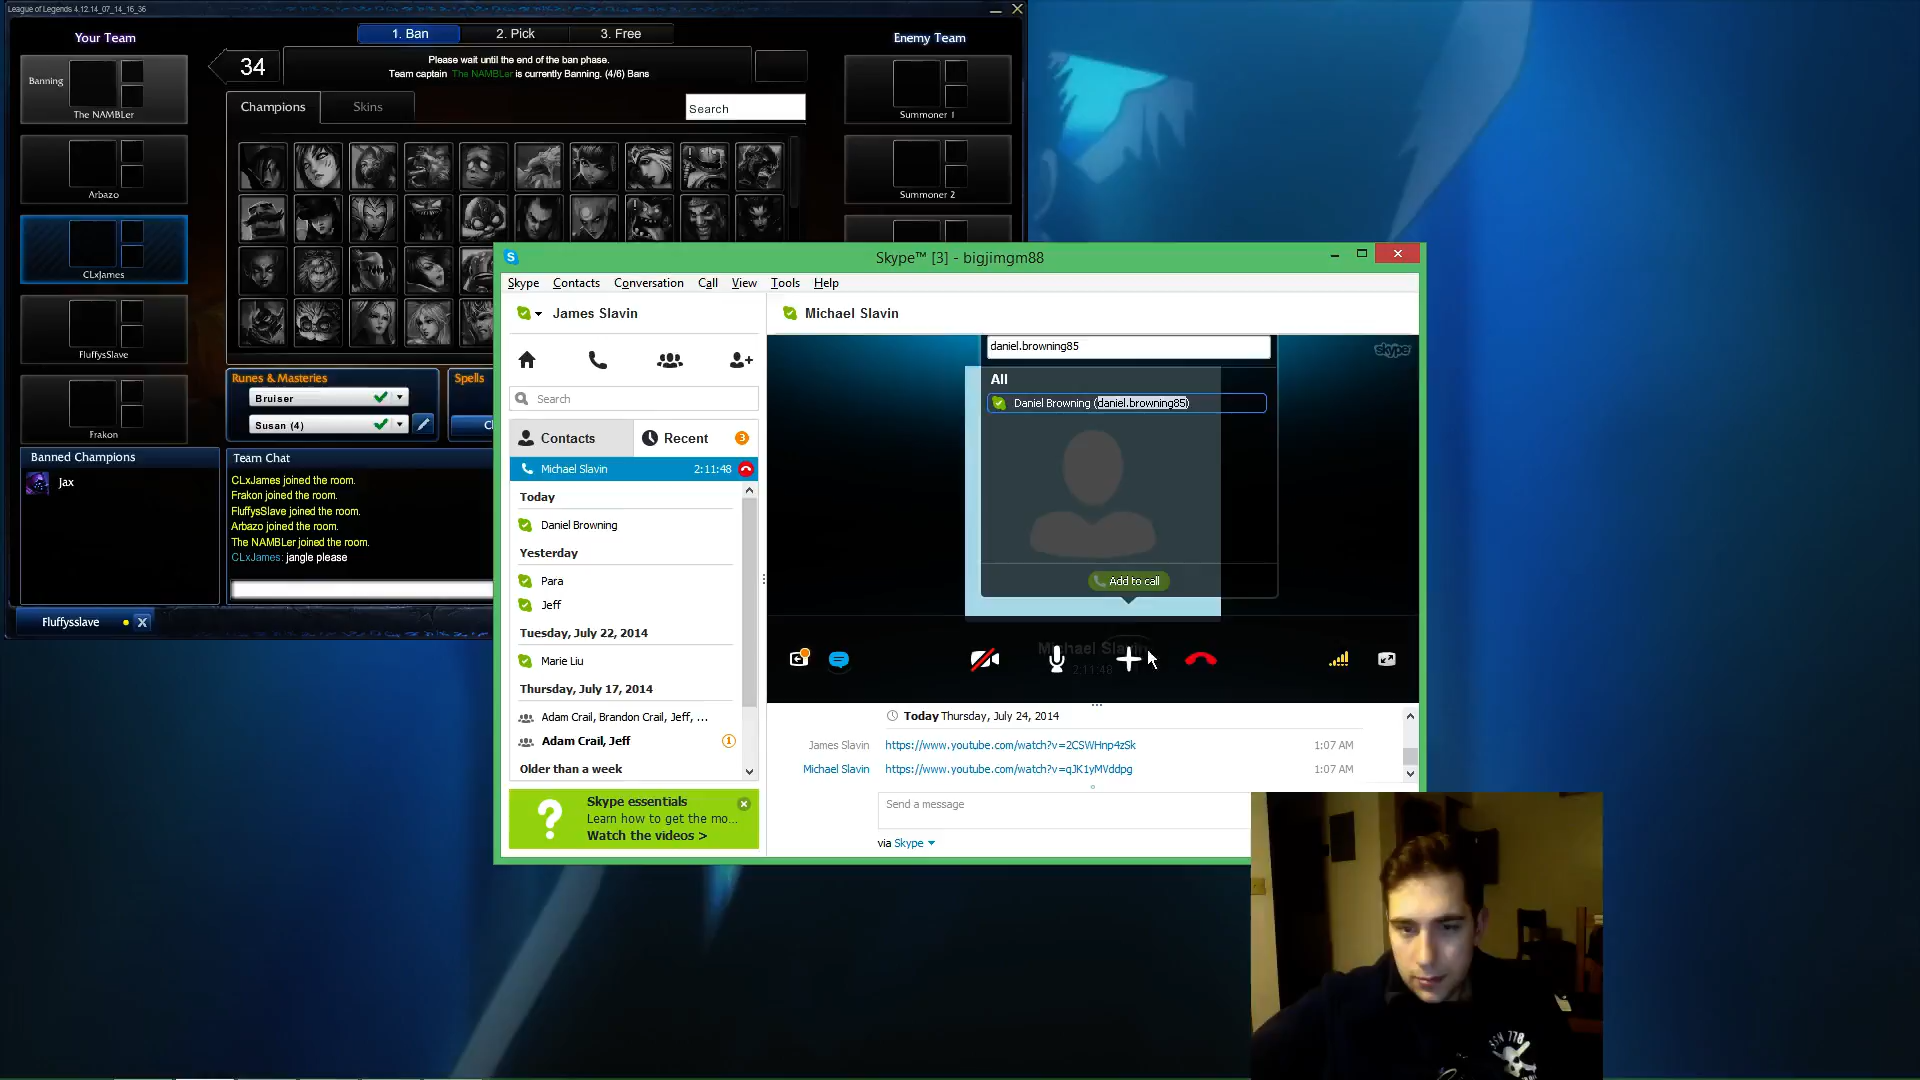 League of Legends 4.12.14_07_14_16_36
Your Team
1. Ban
2. Pick
3. Free
Enemy Team
34
Please wait until the end of the ban phase.
Team captain The NAMBLer is currently Banning. (4/6) Bans
Banning
The NAMBLer
Champions
Skins
Search
Summoner 1
Arbazo
Summoner 2
CLxJames
FluffysSlave
Frakon
Runes & Masteries
Spells
Bruiser
Susan (4)
Banned Champions
Jax
Team Chat
CLxJames joined the room.
Frakon joined the room.
FluffysSlave joined the room.
Arbazo joined the room.
The NAMBLer joined the room.
CLxJames: jangle please
Fluffysslave
Skype™ [3] - bigjimgm88
Skype Contacts Conversation Call View Tools Help
James Slavin
Search
Contacts
Recent
3
Michael Slavin 2:11:48
Today
Daniel Browning
Yesterday
Para
Jeff
Tuesday, July 22, 2014
Marie Liu
Thursday, July 17, 2014
Adam Crail, Brandon Crail, Jeff, ...
Adam Crail, Jeff
1
Older than a week
Skype essentials
Learn how to get the mo...
Watch the videos >
Michael Slavin
skype
daniel.browning85
All
Daniel Browning (daniel.browning85)
Add to call
Michael Slavin
2:11:48
Today Thursday, July 24, 2014
James Slavin https://www.youtube.com/watch?v=2CSWHnp4zSk 1:07 AM
Michael Slavin https://www.youtube.com/watch?v=qJK1yMVddpg 1:07 AM
Send a message
via Skype